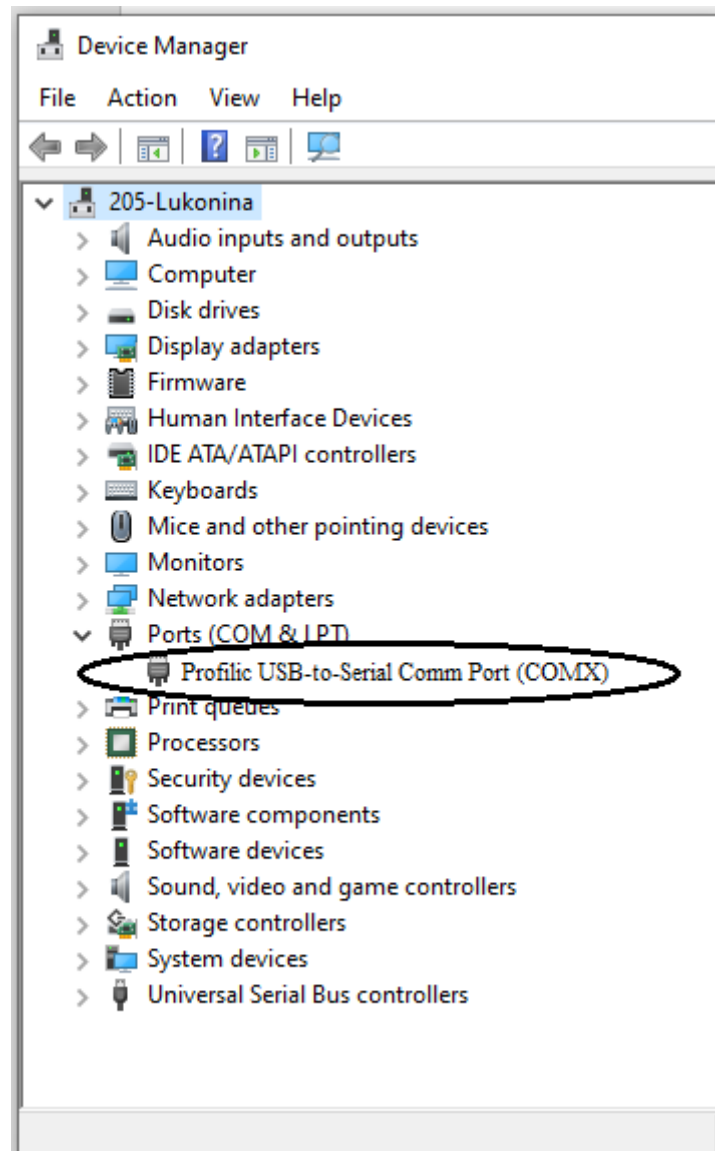 Device Manager
File Action View Help
205-Lukonina
Audio inputs and outputs
Computer
Disk drives
Display adapters
Firmware
Human Interface Devices
IDE ATA/ATAPI controllers
Keyboards
Mice and other pointing devices
Monitors
Network adapters
Ports (COM & LPT)
Profilic USB-to-Serial Comm Port (COMX)
Print queues
Processors
Security devices
Software components
Software devices
Sound, video and game controllers
Storage controllers
System devices
Universal Serial Bus controllers